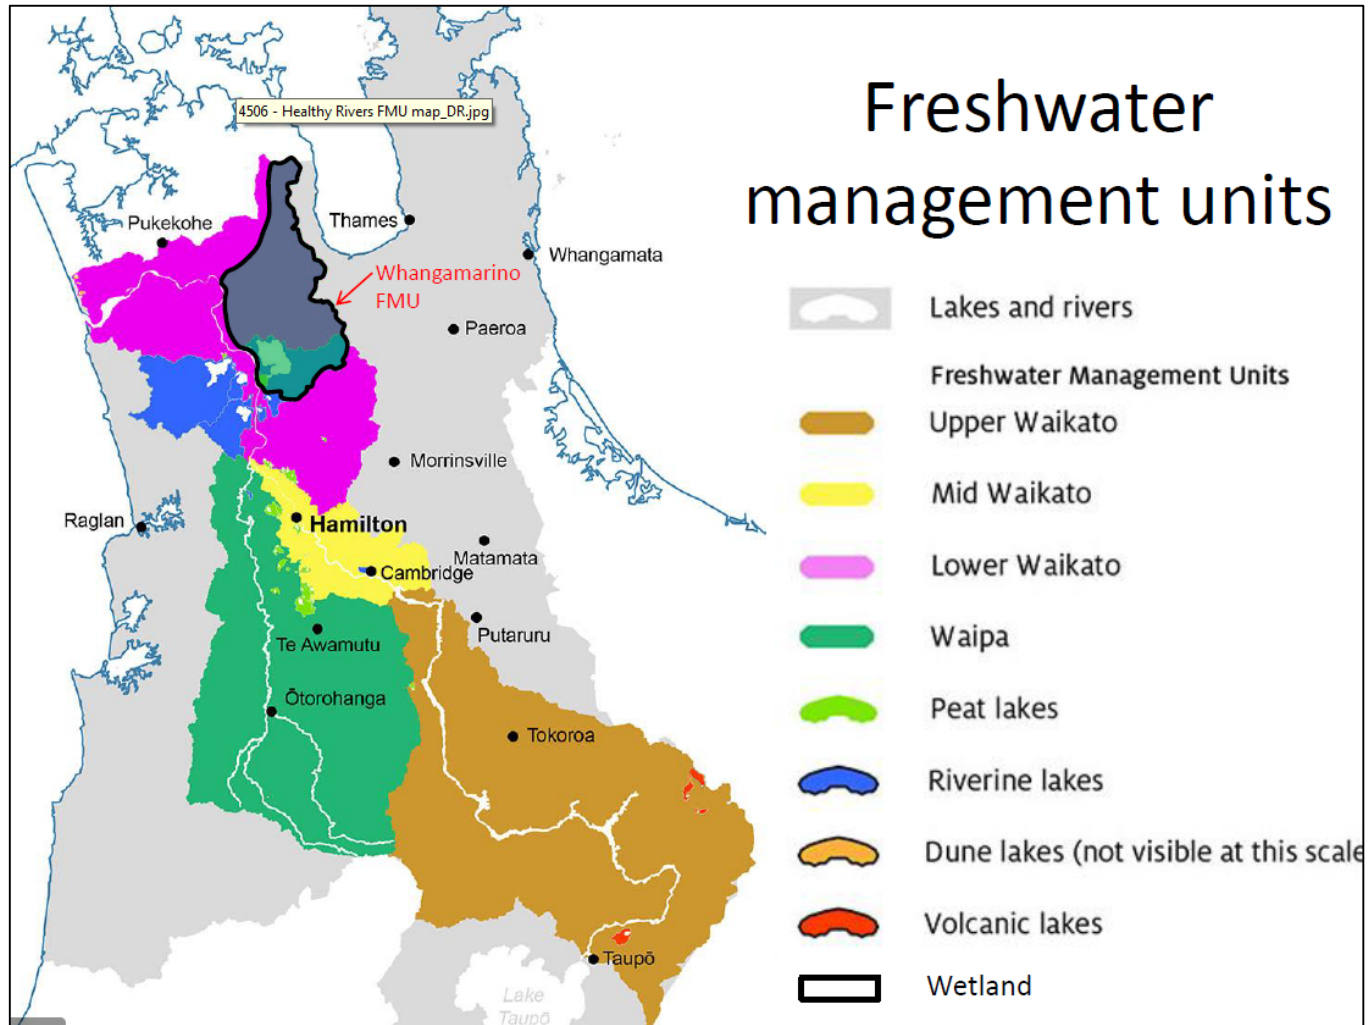 Freshwater
management units
4506 - Healthy Rivers FMU map_DR.jpg
Pukekohe
Thames
Whangamata
Whangamarino
FMU
Paeroa
Morrinsville
Raglan
Hamilton
Matamata
Cambridge
Putaruru
Te Awamutu
Ōtorohanga
Tokoroa
Taupō
Lake
Taupō
Lakes and rivers
Freshwater Management Units
Upper Waikato
Mid Waikato
Lower Waikato
Waipa
Peat lakes
Riverine lakes
Dune lakes (not visible at this scale
Volcanic lakes
Wetland